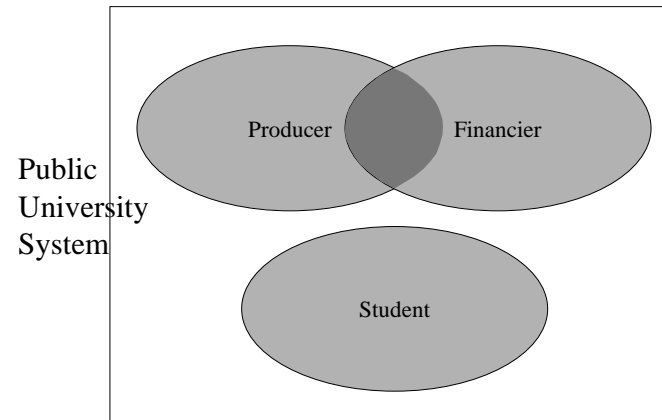 Producer
Financier
Public
University
System
Student